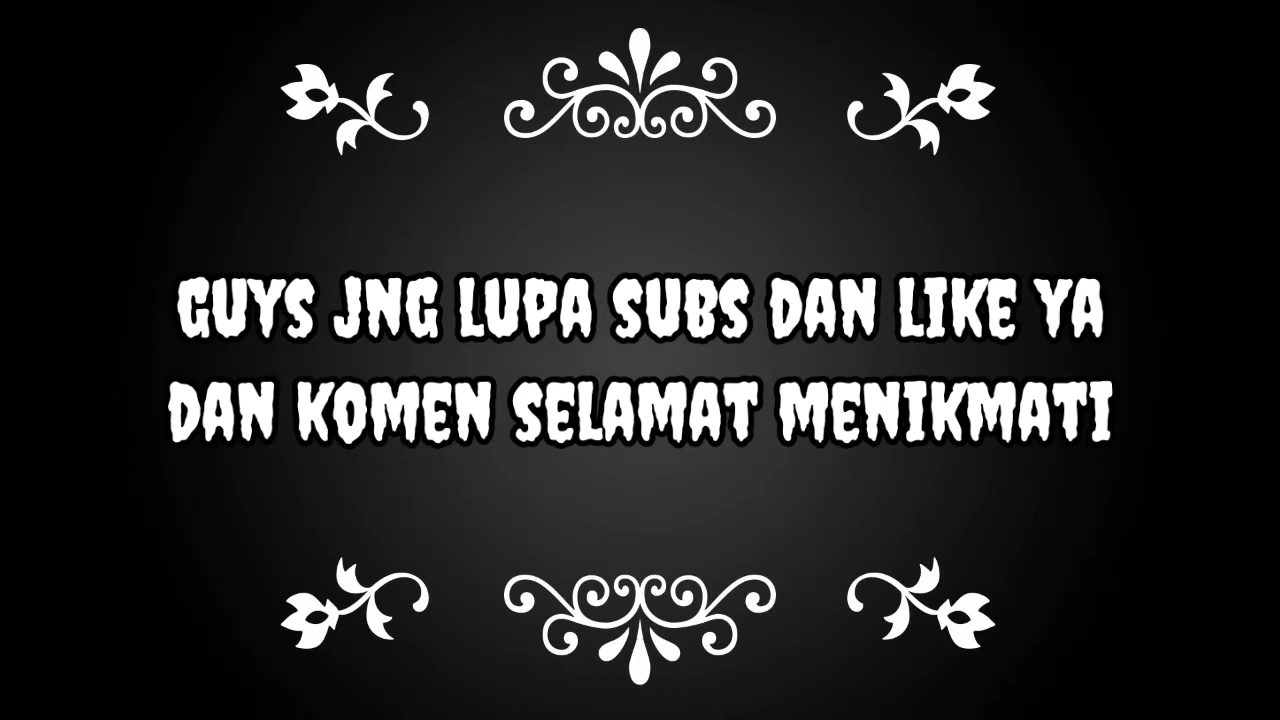 GUYS JNG LUPA SUBS DAN LIKE YA
DAN KOMEN SELAMAT MENIKMATI